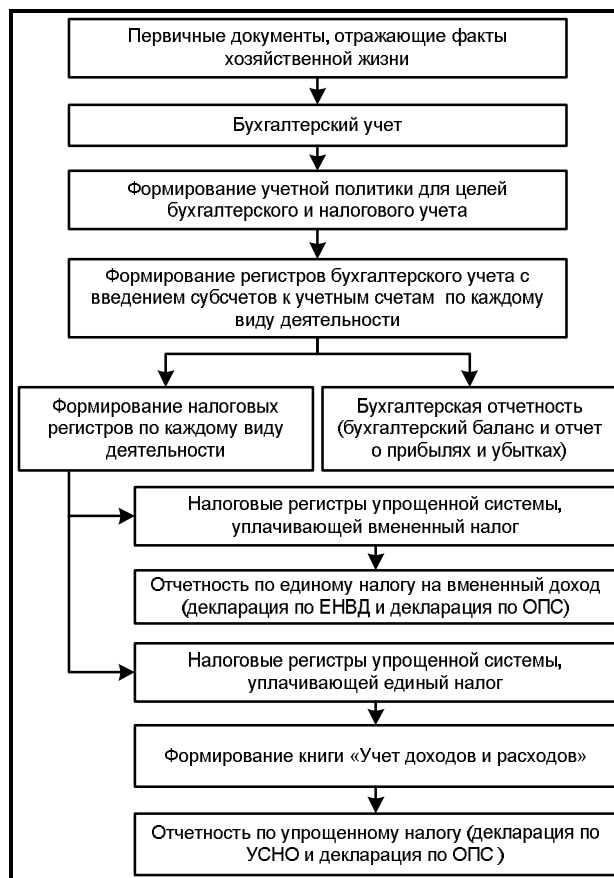 Первичные документы, отражающие факты
хозяйственной жизни
Бухгалтерский учет
Формирование учетной политики для целей
бухгалтерского и налогового учета
Формирование регистров бухгалтерского учета с
введением субсчетов к учетным счетам по каждому
виду деятельности
Формирование налоговых
регистров по каждому виду
деятельности
Бухгалтерская отчетность
(бухгалтерский баланс и отчет
о прибылях и убытках)
Налоговые регистры упрощенной системы,
уплачивающей вмененный налог
Отчетность по единому налогу на вмененный доход
(декларация по ЕНВД и декларация по ОПС)
Налоговые регистры упрощенной системы,
уплачивающей единый налог
Формирование книги «Учет доходов и расходов»
Отчетность по упрощенному налогу (декларация по
УСНО и декларация по ОПС )